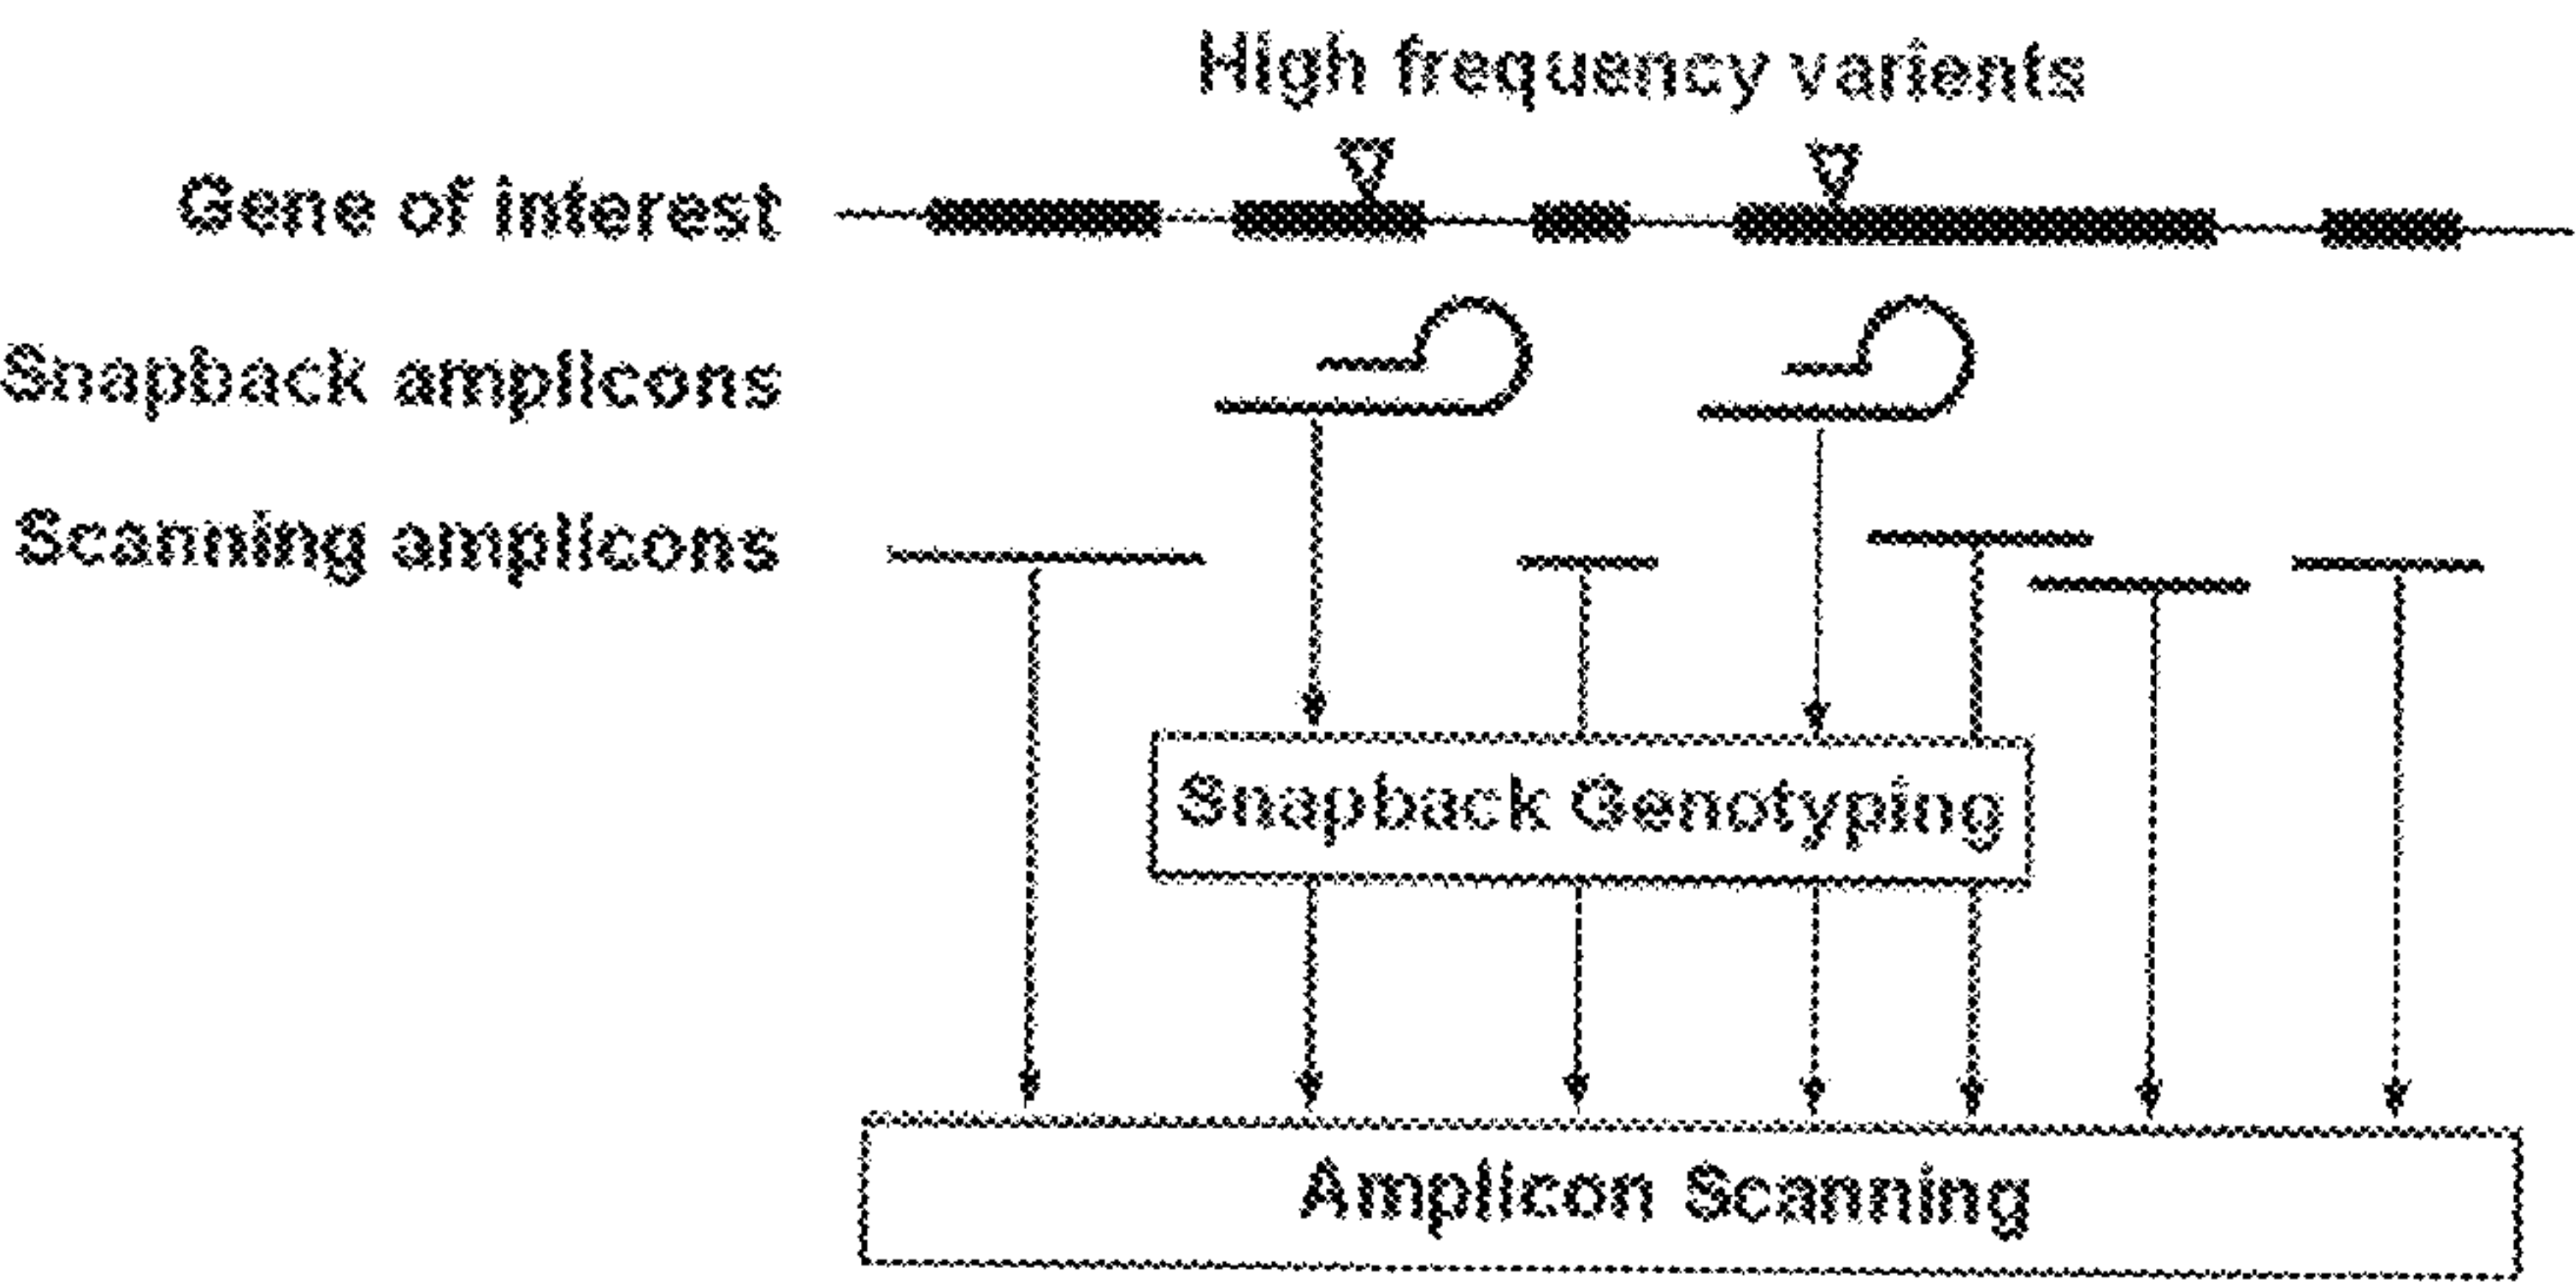 High frequency varients
Gene of interest
Snapback amplicons
Scanning amplicons
Snapback Genotyping
Amplicon Scanning